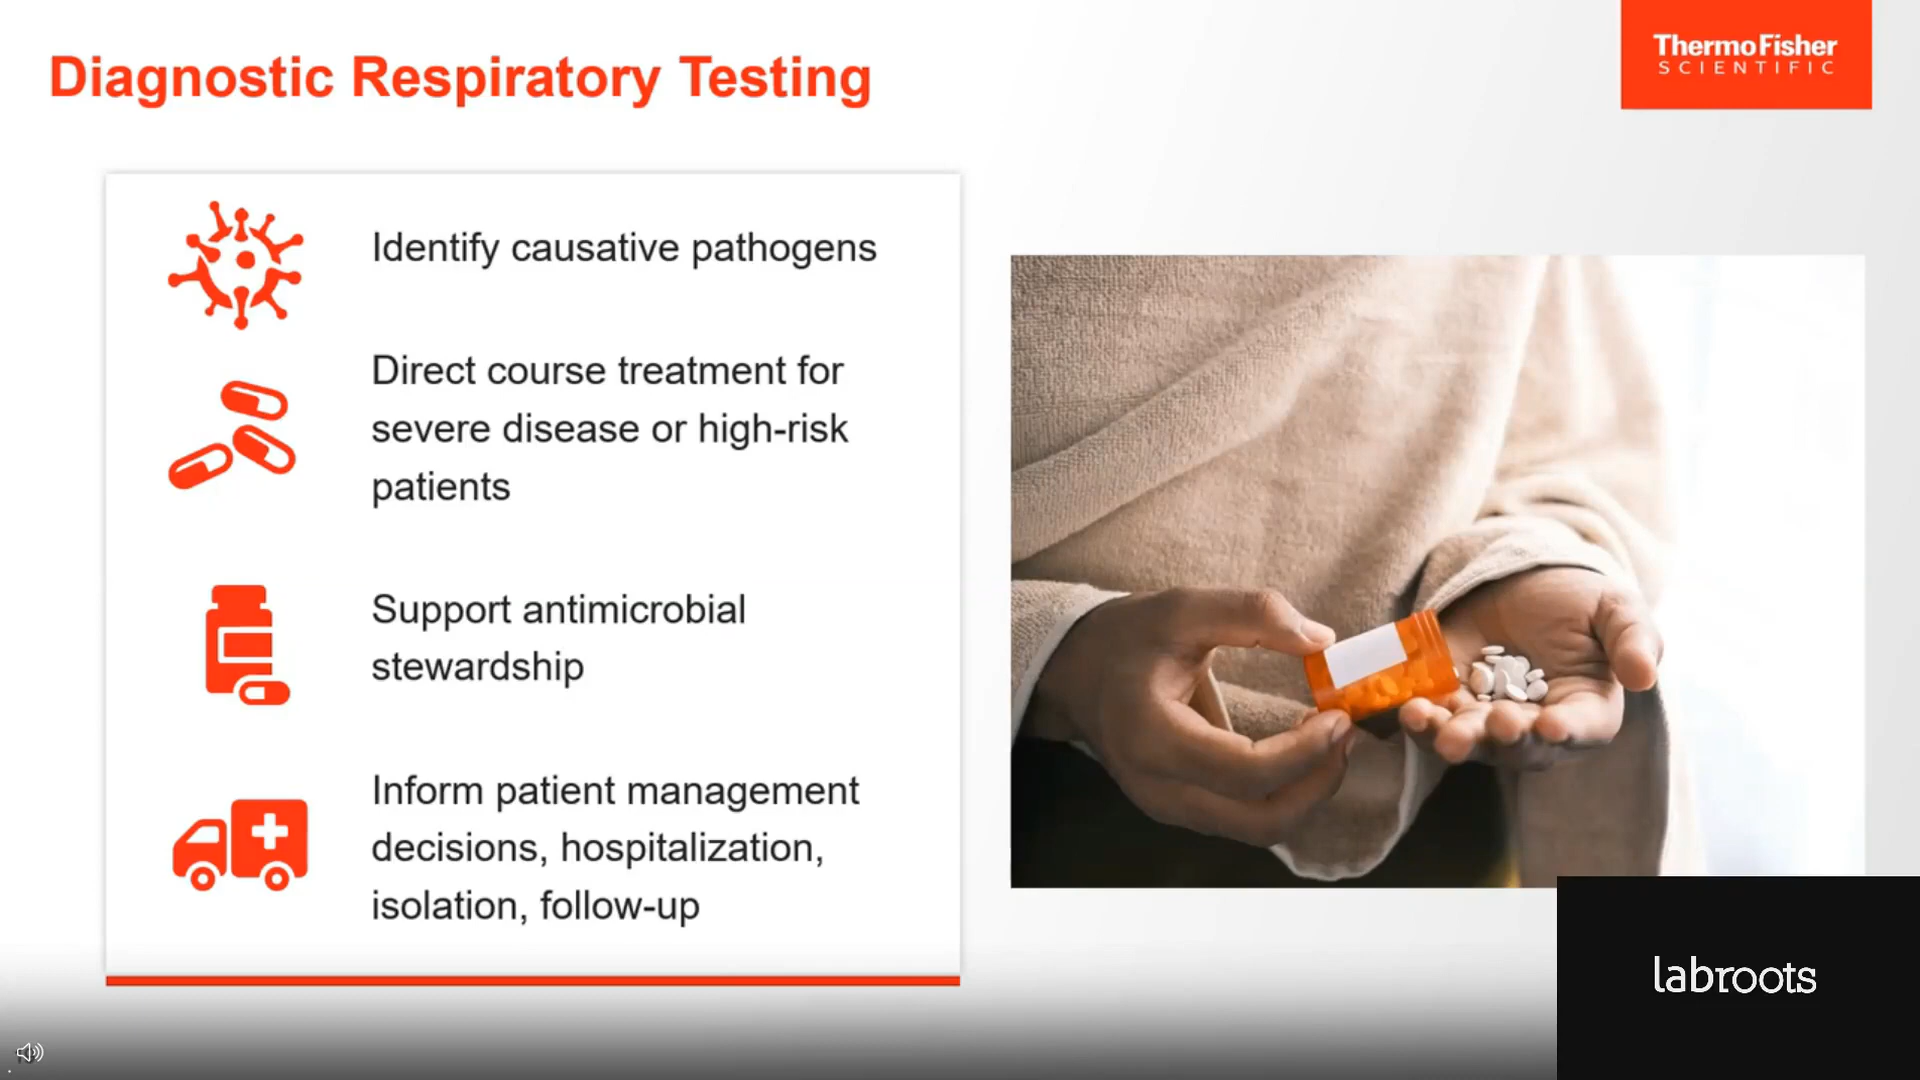 Diagnostic Respiratory Testing
ThermoFisher
SCIENTIFIC
Identify causative pathogens
Direct course treatment for
severe disease or high-risk
patients
Support antimicrobial
stewardship
Inform patient management
decisions, hospitalization,
isolation, follow-up
labroots